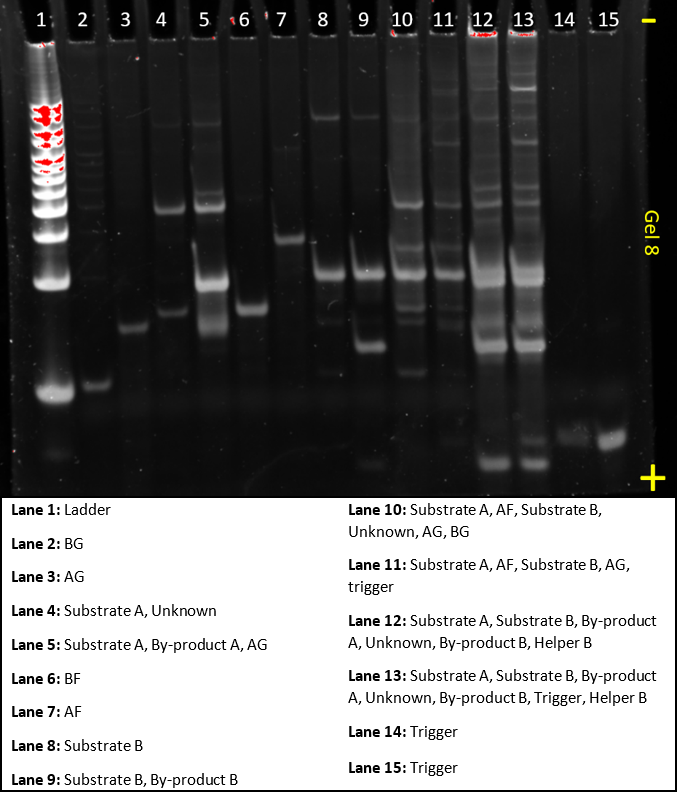 1 2 3 4 5 6 7 8 9 10 11 12 13 14 15 -
Gel 8
+
Lane 1: Ladder
Lane 2: BG
Lane 3: AG
Lane 4: Substrate A, Unknown
Lane 5: Substrate A, By-product A, AG
Lane 6: BF
Lane 7: AF
Lane 8: Substrate B
Lane 9: Substrate B, By-product B
Lane 10: Substrate A, AF, Substrate B,
Unknown, AG, BG
Lane 11: Substrate A, AF, Substrate B, AG,
trigger
Lane 12: Substrate A, Substrate B, By-product
A, Unknown, By-product B, Helper B
Lane 13: Substrate A, Substrate B, By-product
A, Unknown, By-product B, Trigger, Helper B
Lane 14: Trigger
Lane 15: Trigger